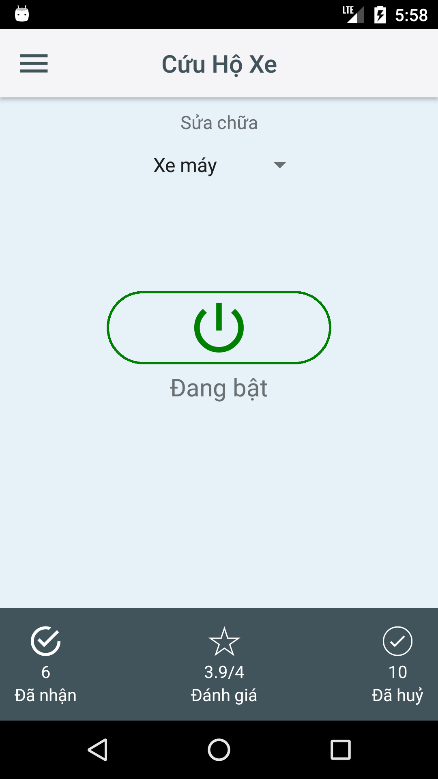 LTE 5:58
Cứu Hộ Xe
Sửa chữa
Xe máy
Đang bật
6 3.9/4 10
Đã nhận Đánh giá Đã huỷ